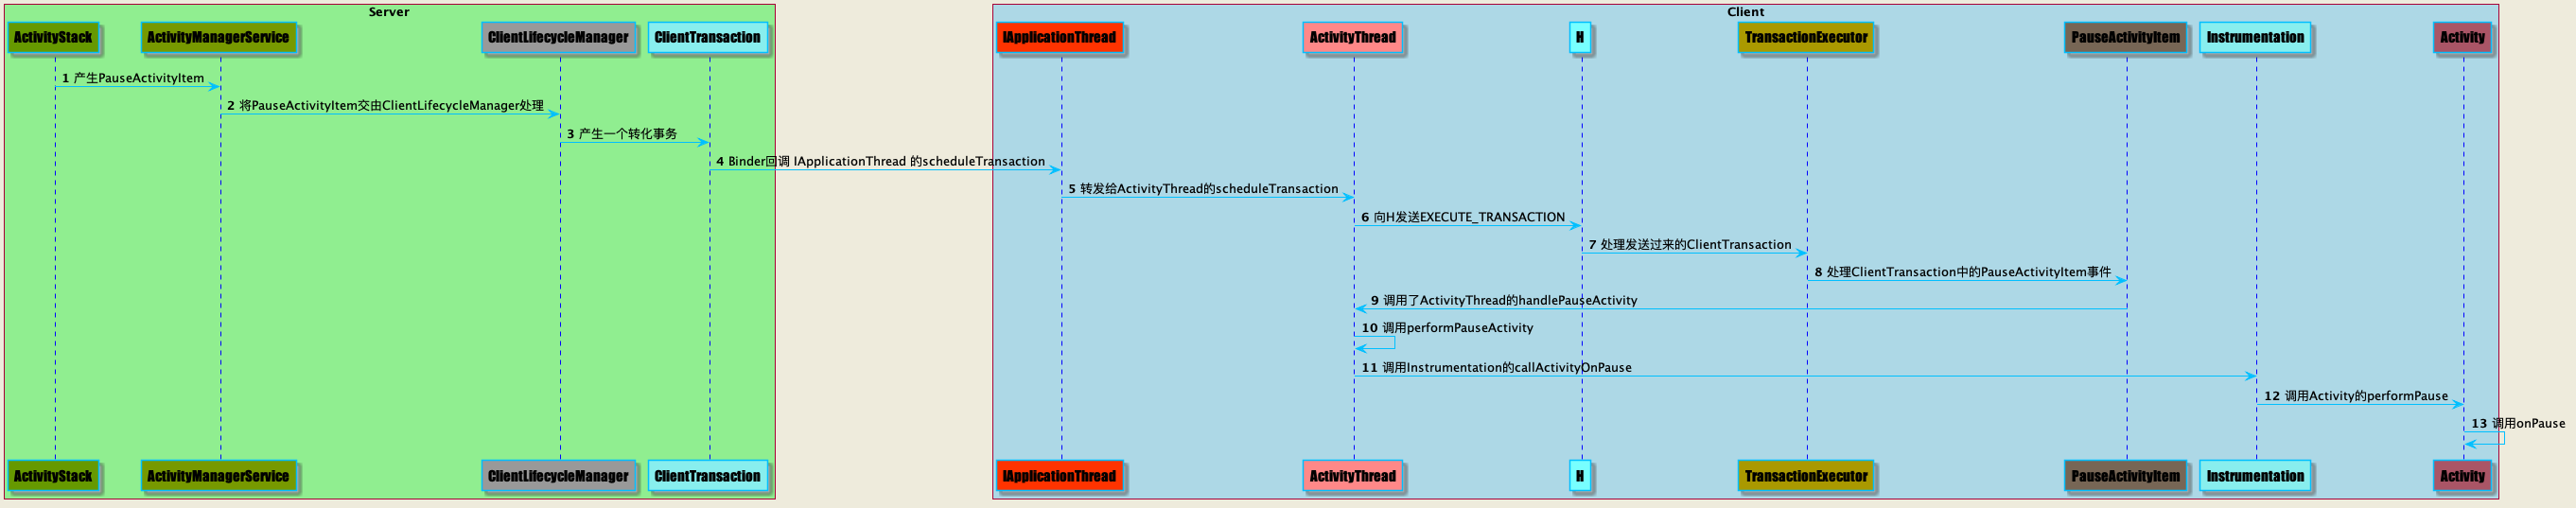 Server
Client
ActivityStack
ActivityManagerService
ClientLifecycleManager
ClientTransaction
IApplicationThread
ActivityThread
H
TransactionExecutor
PauseActivityItem
Instrumentation
Activity
1 产生PauseActivityItem
2 将PauseActivityItem交由ClientLifecycleManager处理
3 产生一个转化事务
4 Binder回调 IApplicationThread 的scheduleTransaction
5 转发给ActivityThread的scheduleTransaction
6 向H发送EXECUTE_TRANSACTION
7 处理发送过来的ClientTransaction
8 处理ClientTransaction中的PauseActivityItem事件
9 调用了ActivityThread的handlePauseActivity
10 调用performPauseActivity
11 调用Instrumentation的callActivityOnPause
12 调用Activity的performPause
13 调用onPause
ActivityStack
ActivityManagerService
ClientLifecycleManager
ClientTransaction
IApplicationThread
ActivityThread
H
TransactionExecutor
PauseActivityItem
Instrumentation
Activity